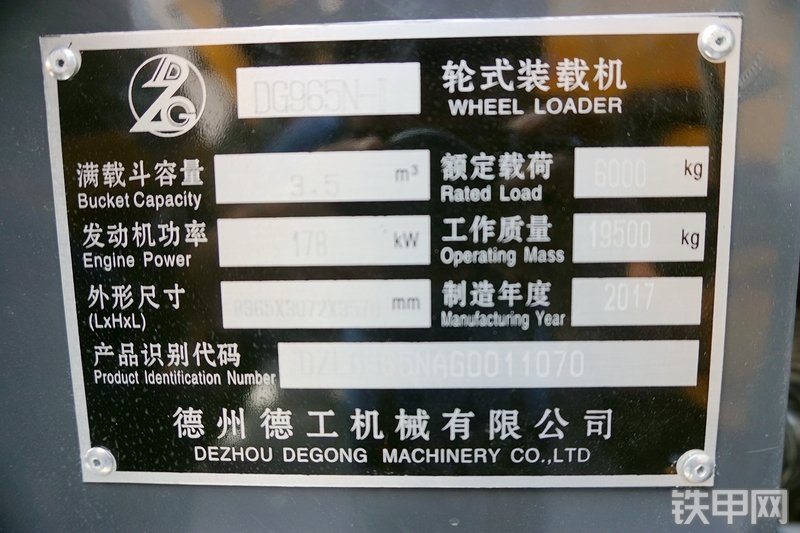 DZG
DG965N-I
轮式装载机
WHEEL LOADER
满载斗容量 3.5 m³
Bucket Capacity
额定载荷 6000 kg
Rated Load
发动机功率 178 kW
Engine Power
工作质量 19500 kg
Operating Mass
外形尺寸 8365X3072X3570 mm
(LxHxL)
制造年度 2017
Manufacturing Year
产品识别代码
Product Identification Number
德州德工机械有限公司
DEZHOU DEGONG MACHINERY CO.,LTD
铁甲网